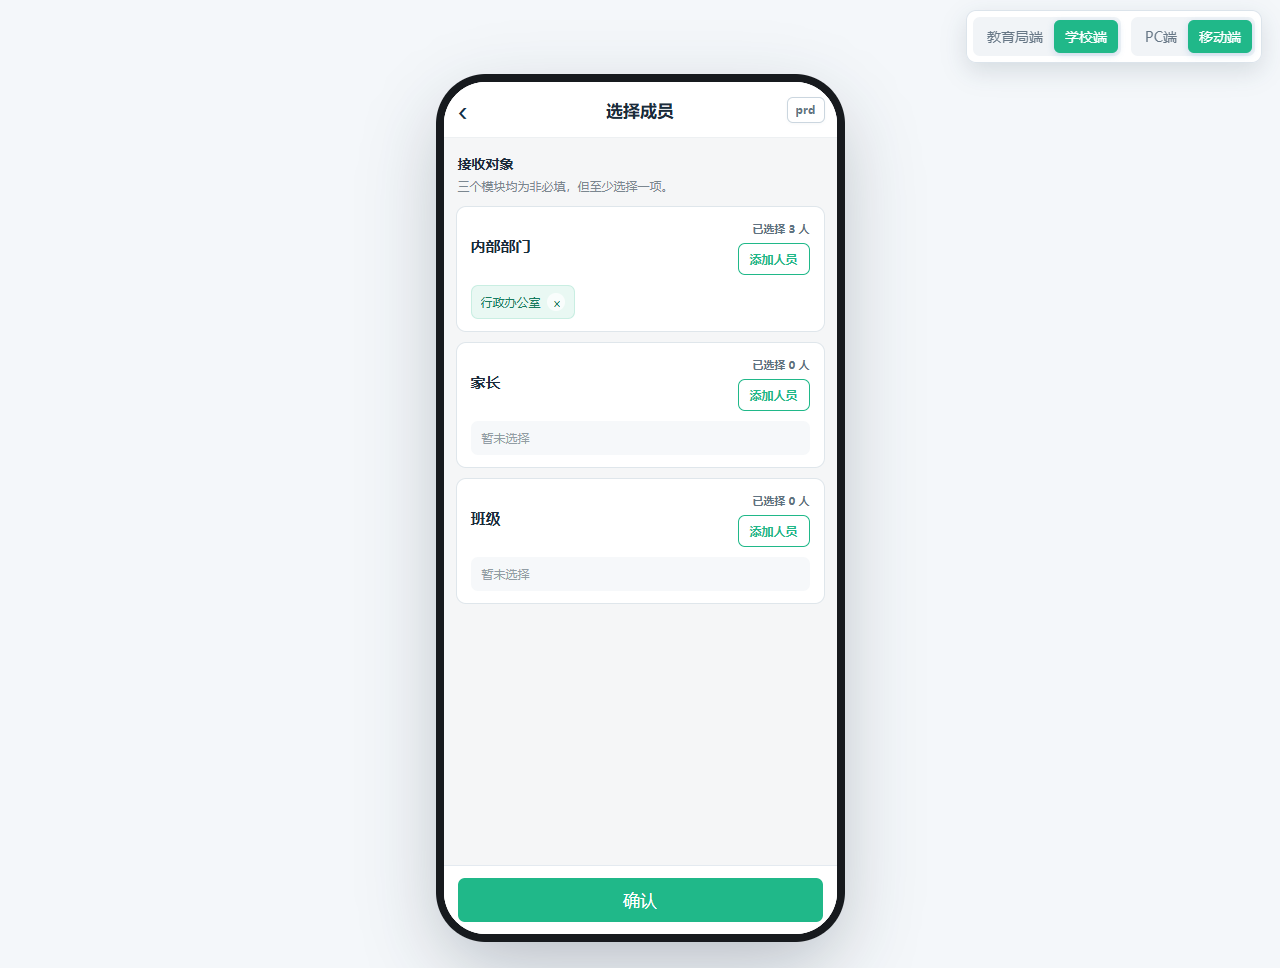 教育局端 学校端 PC端 移动端
‹ 选择成员 prd
接收对象
三个模块均为非必填，但至少选择一项。
已选择 3 人
内部部门
添加人员
行政办公室 ×
已选择 0 人
家长
添加人员
暂未选择
已选择 0 人
班级
添加人员
暂未选择
确认